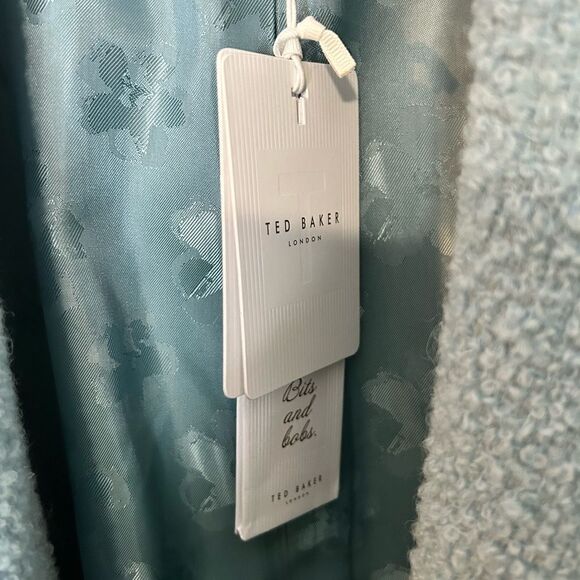 TED BAKER
LONDON
Bits
and
bobs.
TED BAKER
LONDON